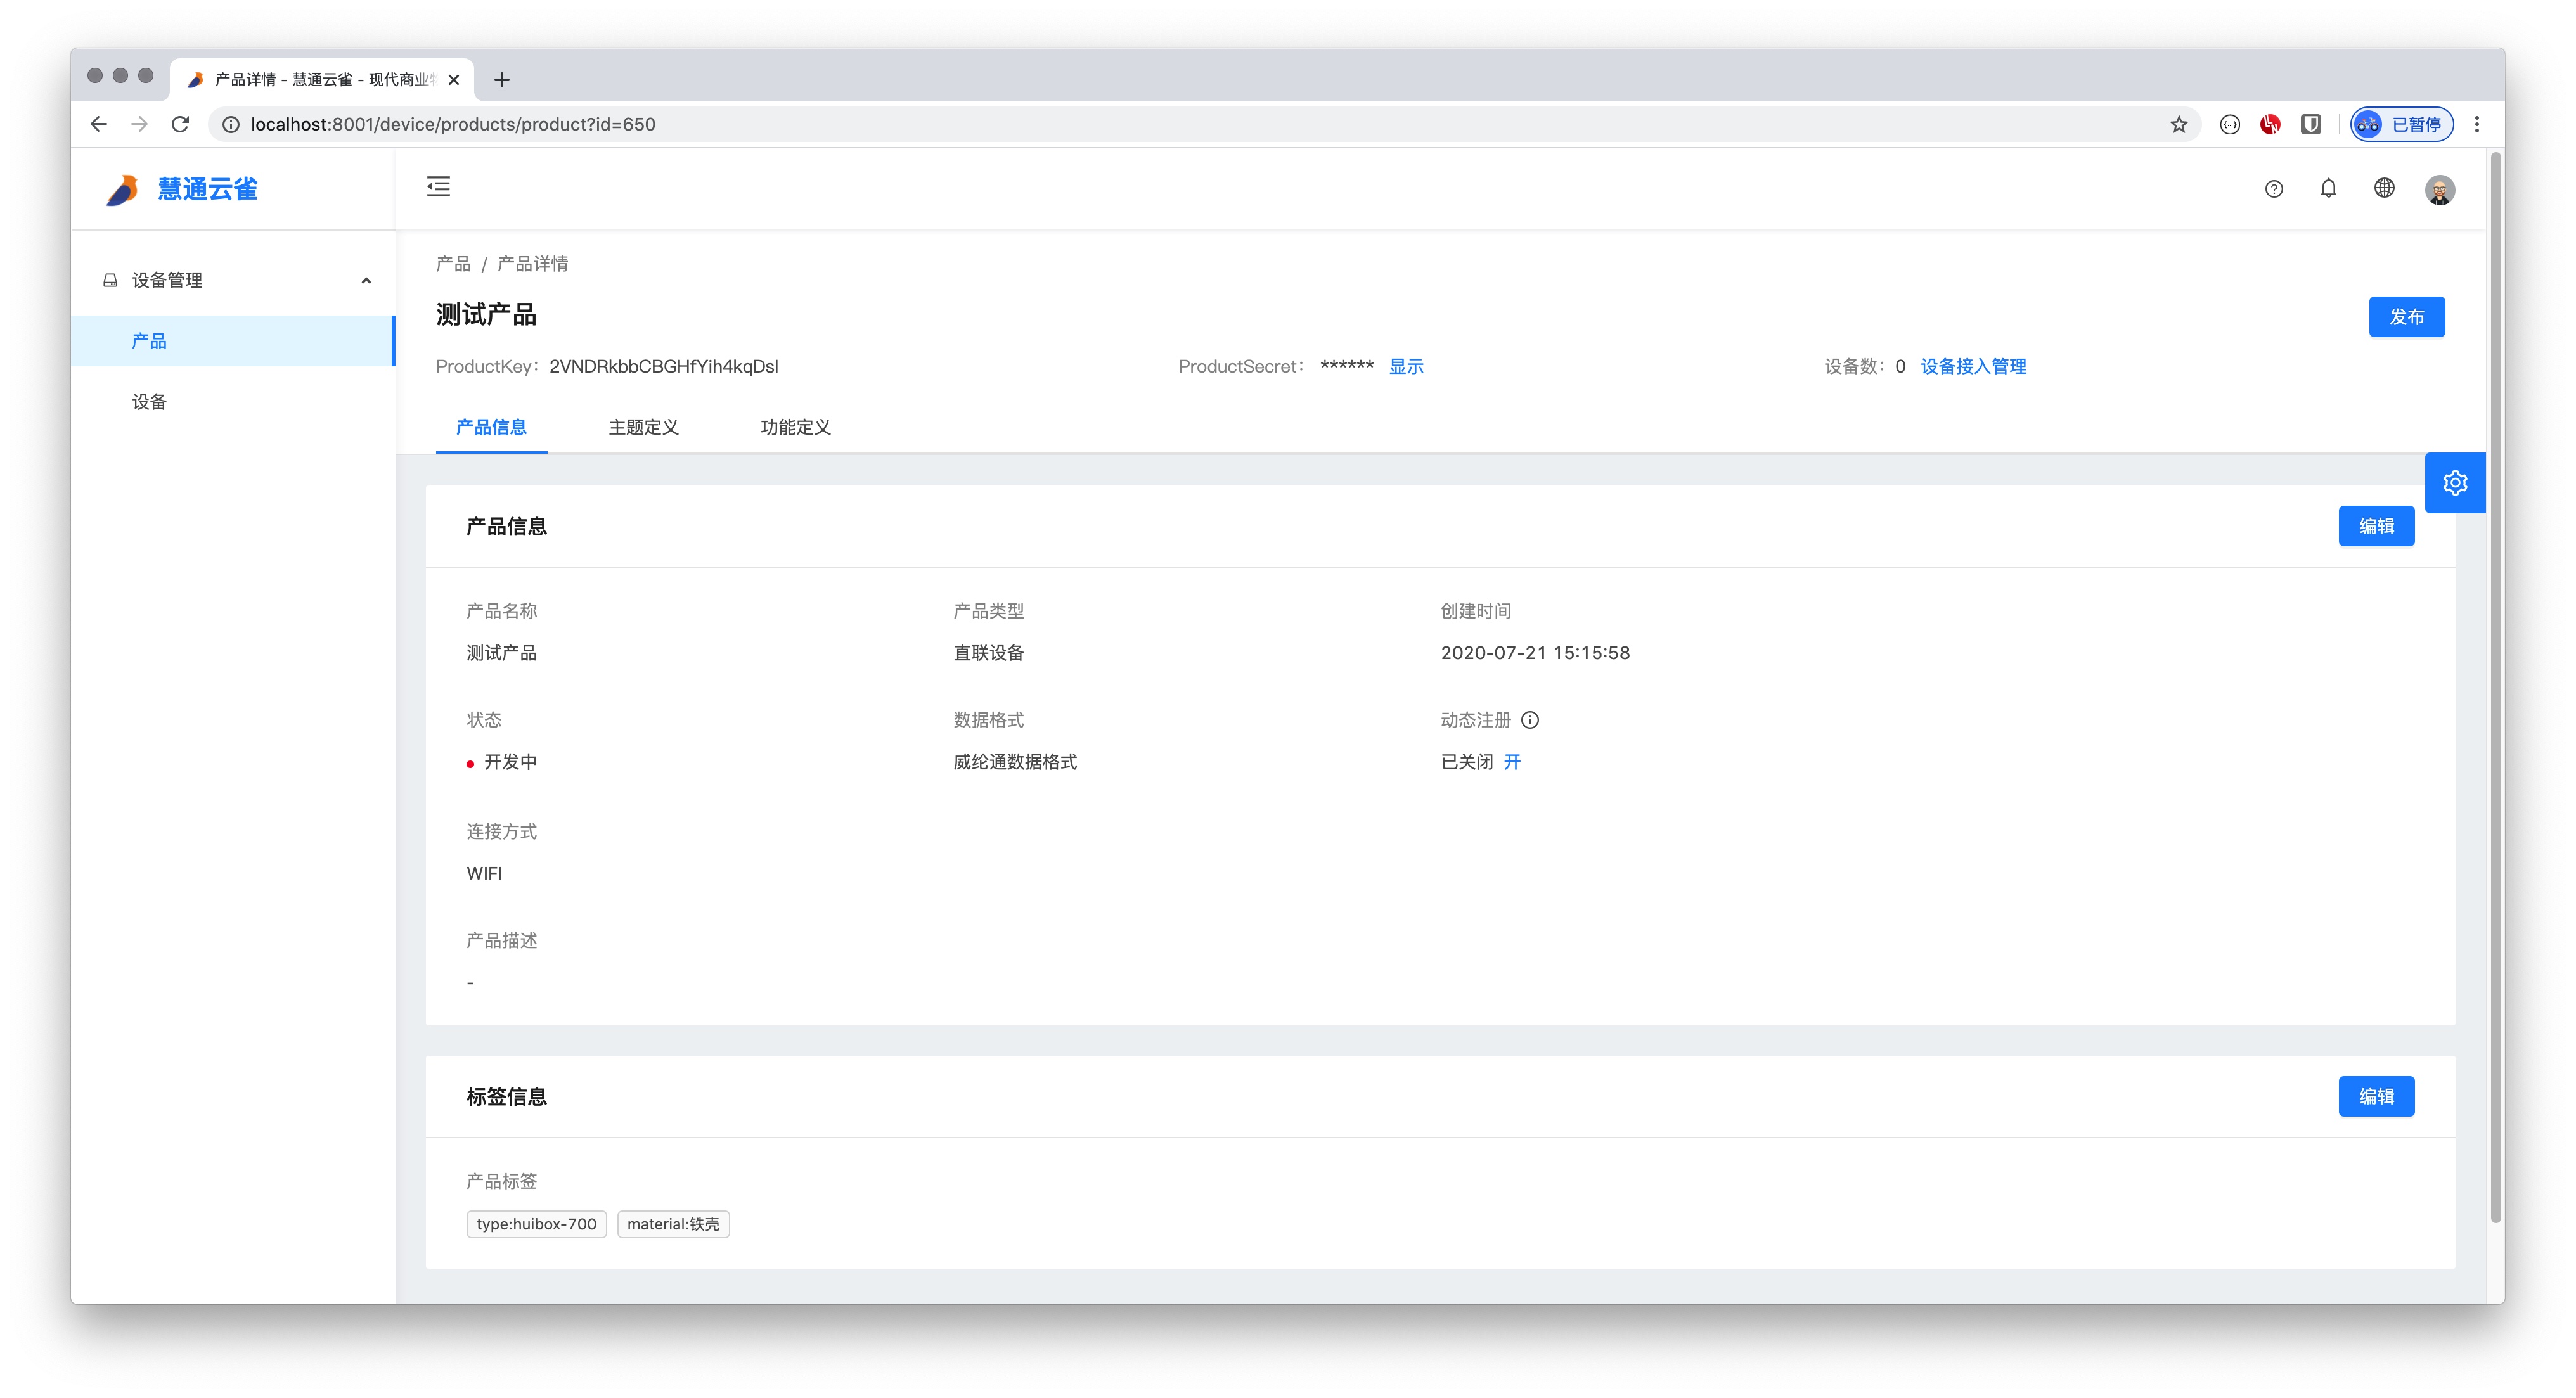 产品详情 - 慧通云雀 - 现代商业
localhost:8001/device/products/product?id=650
已暂停
慧通云雀
设备管理
产品
设备
产品 / 产品详情
测试产品
发布
ProductKey: 2VNDRkbbCBGHfYih4kqDsI
ProductSecret: ****** 显示
设备数: 0 设备接入管理
产品信息 主题定义 功能定义
产品信息
编辑
产品名称 产品类型 创建时间
测试产品 直联设备 2020-07-21 15:15:58
状态 数据格式 动态注册
开发中 威纶通数据格式 已关闭 开
连接方式
WIFI
产品描述
-
标签信息
编辑
产品标签
type:huibox-700 material:铁壳